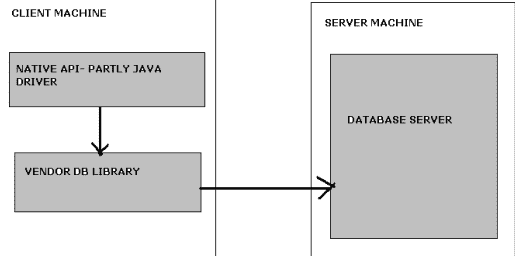 CLIENT MACHINE
SERVER MACHINE
NATIVE API- PARTLY JAVA
DRIVER
DATABASE SERVER
VENDOR DB LIBRARY